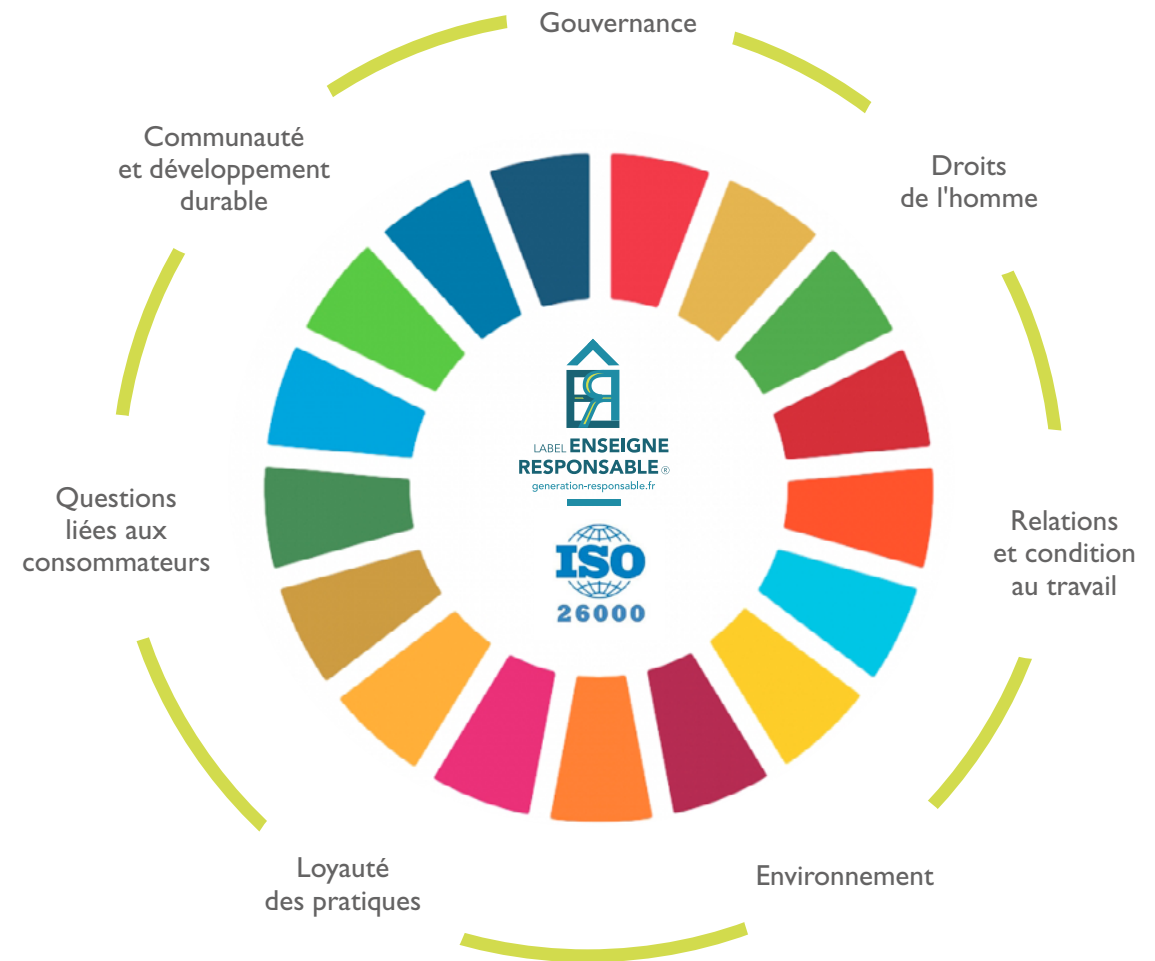 Gouvernance
Droits
de l'homme
Relations
et condition
au travail
Environnement
Loyauté
des pratiques
Questions
liées aux
consommateurs
Communauté
et développement
durable
LABEL ENSEIGNE
RESPONSABLE ®
generation-responsable.fr
ISO
26000